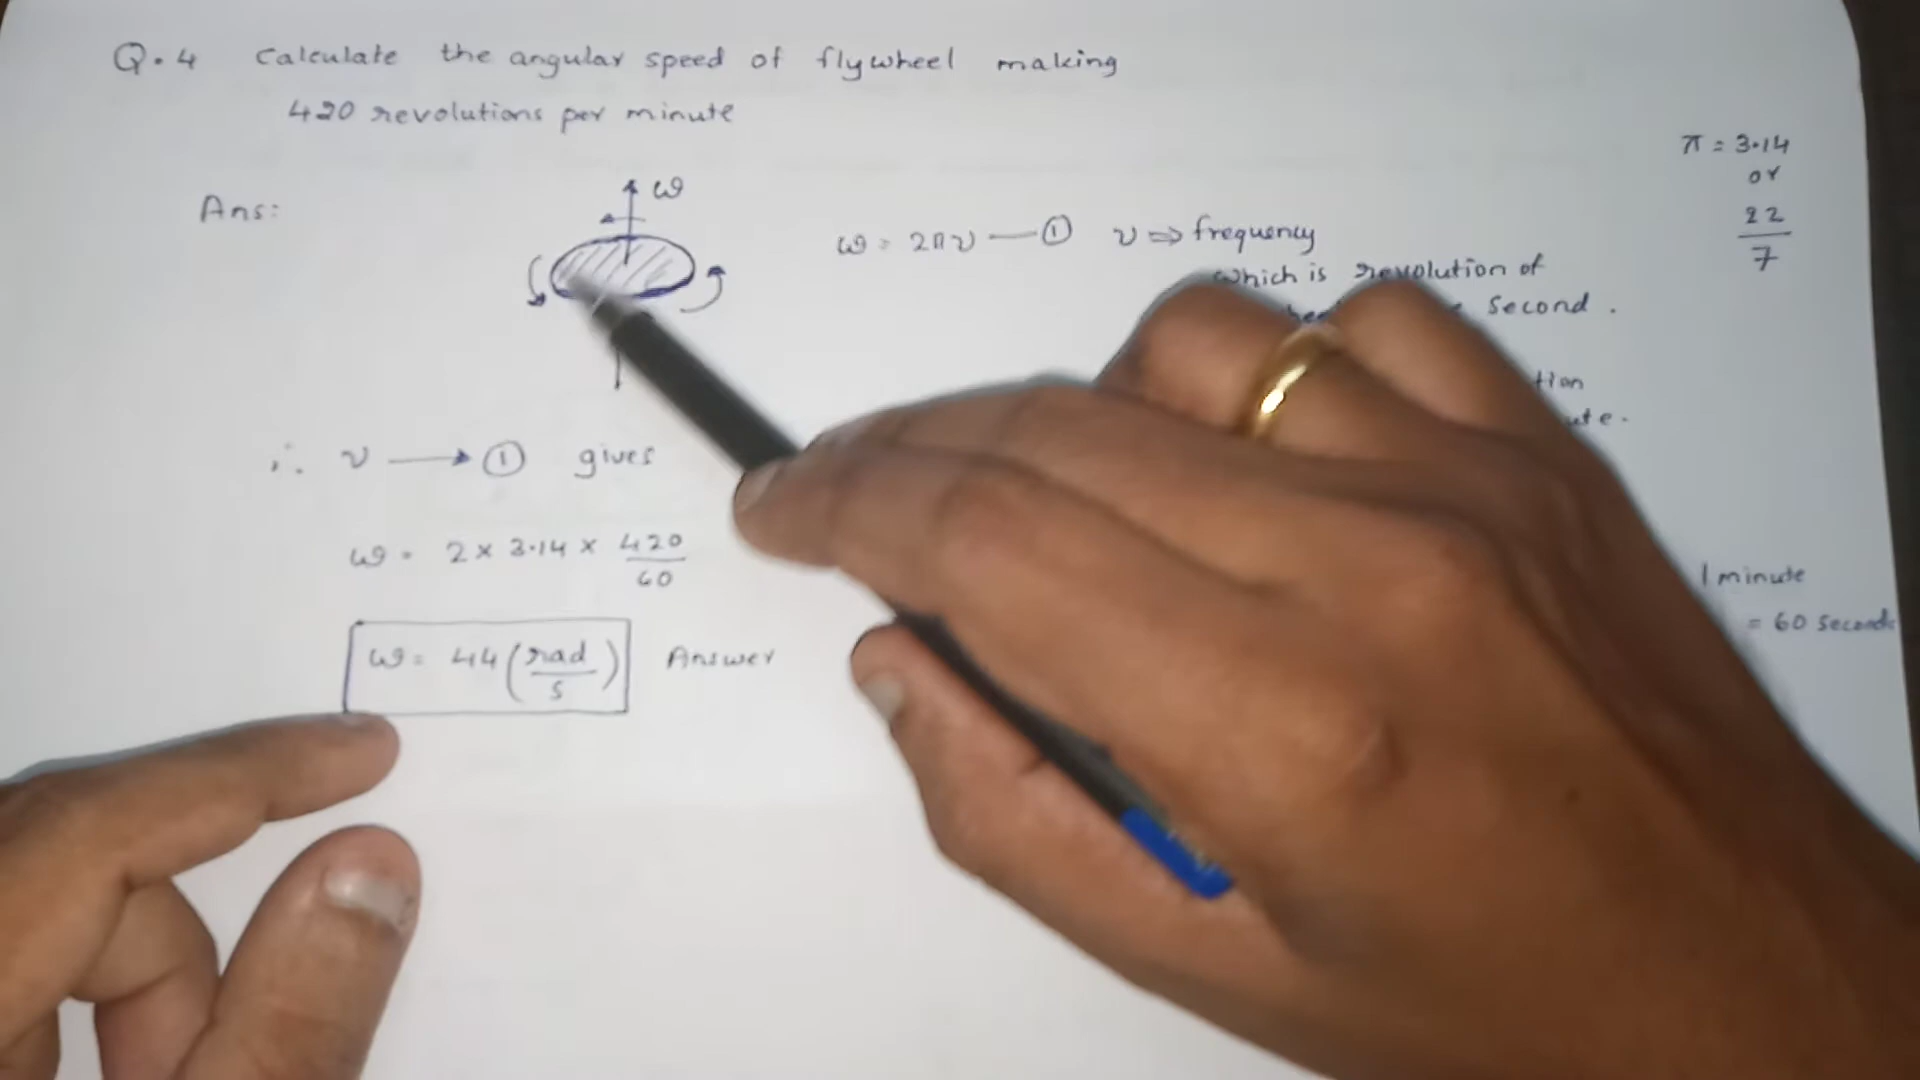 Q.4 Calculate the angular speed of flywheel making
420 revolutions per minute
π = 3.14
or
22
7
Ans:
ω
ω = 2πν — ① ν ⇒ frequency
which is revolution of
second.
∴ ν → ① gives
ω = 2 × 3.14 × 420
60
1 minute
= 60 seconds
ω = 44 (rad/s) Answer